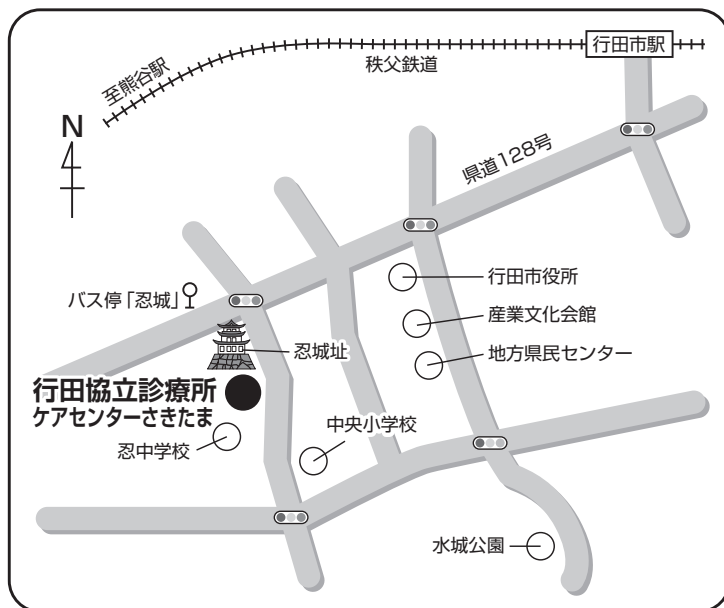 行田市駅
秩父鉄道
至熊谷駅
N
県道128号
バス停「忍城」
行田市役所
産業文化会館
忍城址
地方県民センター
行田協立診療所
ケアセンターさきたま
中央小学校
忍中学校
水城公園